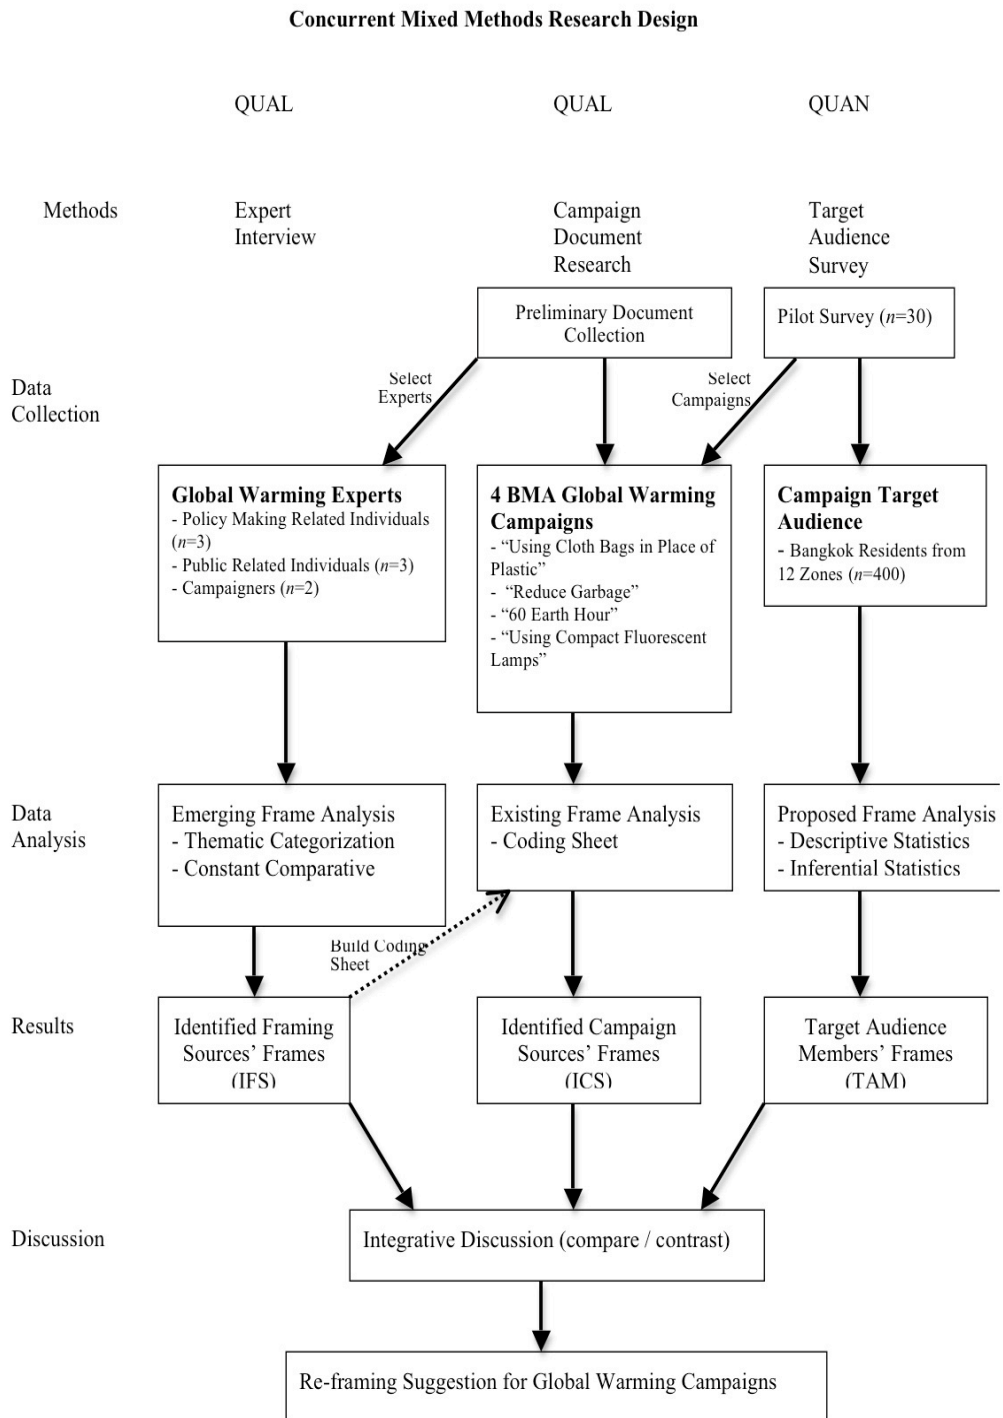 Concurrent Mixed Methods Research Design
QUAL
QUAL
QUAN
Methods
Expert
Interview
Campaign
Document
Research
Target
Audience
Survey
Preliminary Document
Collection
Pilot Survey (n=30)
Data
Collection
Select
Experts
Select
Campaigns
Global Warming Experts
- Policy Making Related Individuals
(n=3)
- Public Related Individuals (n=3)
- Campaigners (n=2)
4 BMA Global Warming
Campaigns
- “Using Cloth Bags in Place of
Plastic”
- “Reduce Garbage”
- “60 Earth Hour”
- “Using Compact Fluorescent
Lamps”
Campaign Target
Audience
- Bangkok Residents from
12 Zones (n=400)
Data
Analysis
Emerging Frame Analysis
- Thematic Categorization
- Constant Comparative
Existing Frame Analysis
- Coding Sheet
Proposed Frame Analysis
- Descriptive Statistics
- Inferential Statistics
Build Coding
Sheet
Results
Identified Framing
Sources’ Frames
(IFS)
Identified Campaign
Sources’ Frames
(ICS)
Target Audience
Members’ Frames
(TAM)
Discussion
Integrative Discussion (compare / contrast)
Re-framing Suggestion for Global Warming Campaigns